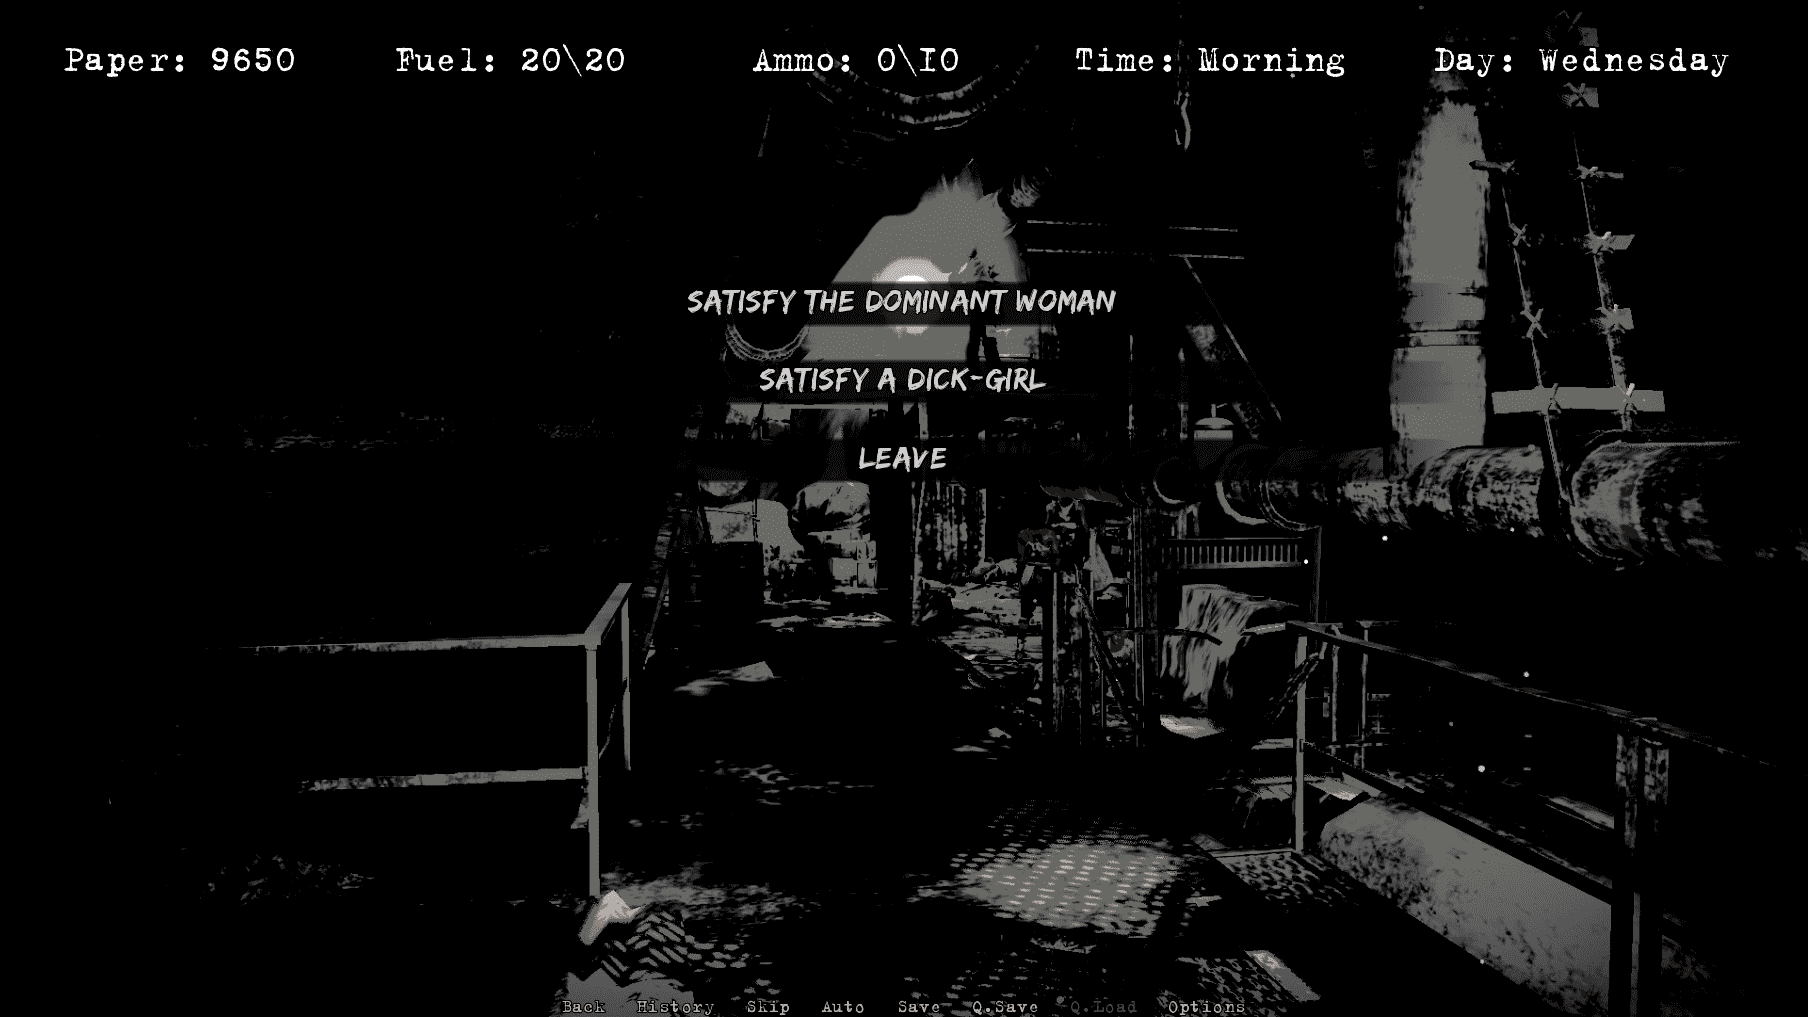 Paper: 9650 Fuel: 20\20 Ammo: 0\10 Time: Morning Day: Wednesday
SATISFY THE DOMINANT WOMAN
SATISFY A DICK-GIRL
LEAVE
Back History Skip Auto Save Q.Save Q.Load Options